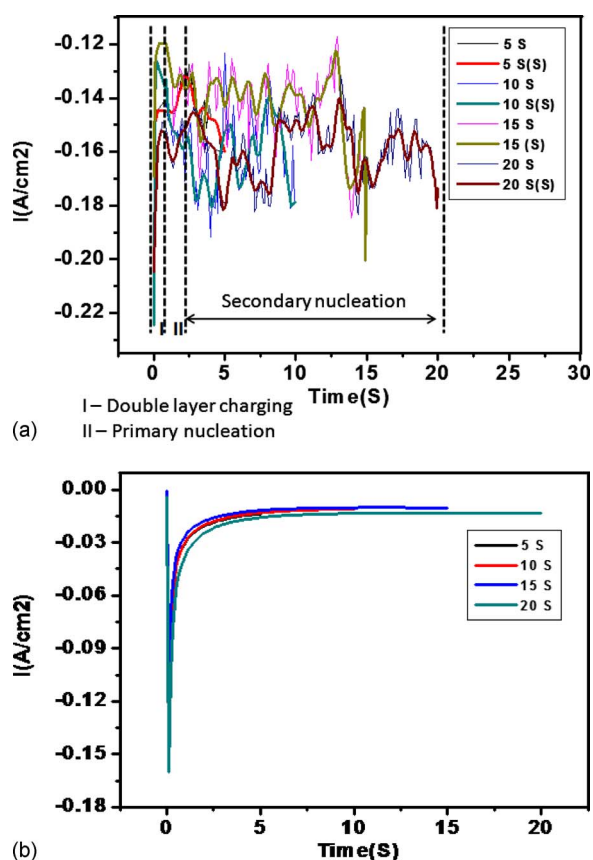 -0.12
-0.14
-0.16
-0.18
-0.20
-0.22
I(A/cm2)
5 S
5 S(S)
10 S
10 S(S)
15 S
15 (S)
20 S
20 S(S)
Secondary nucleation
I II
0 5 10 15 20 25 30
Time(S)
I – Double layer charging
(a) II – Primary nucleation
0.00
-0.03
-0.06
-0.09
-0.12
-0.15
-0.18
I(A/cm2)
5 S
10 S
15 S
20 S
0 5 10 15 20
(b) Time(S)